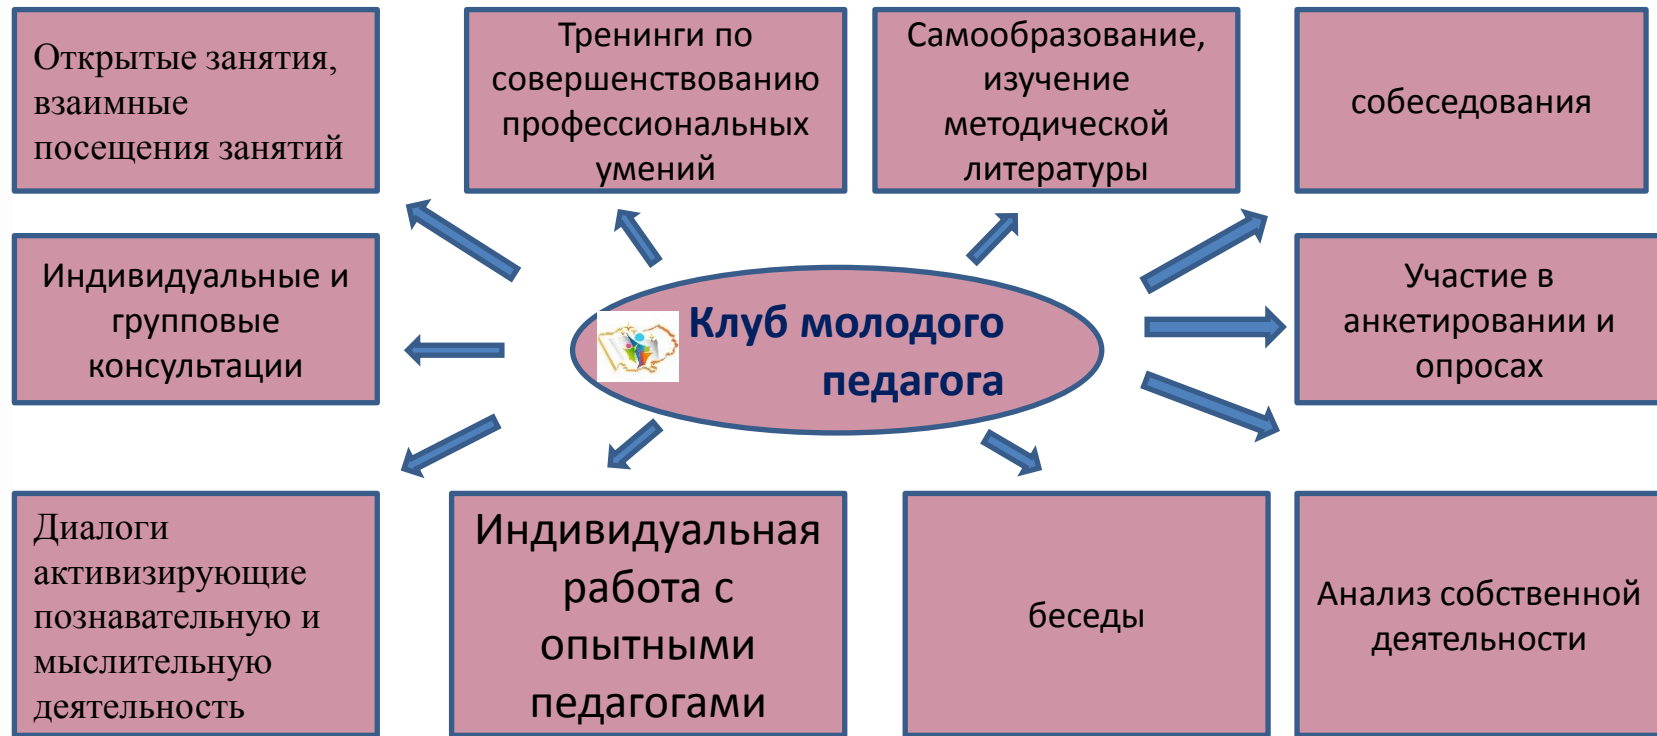 Открытые занятия,
взаимные
посещения занятий
Тренинги по
совершенствованию
профессиональных
умений
Самообразование,
изучение
методической
литературы
собеседования
Индивидуальные и
групповые
консультации
Клуб молодого
педагога
Участие в
анкетировании и
опросах
Диалоги
активизирующие
познавательную и
мыслительную
деятельность
Индивидуальная
работа с
опытными
педагогами
беседы
Анализ собственной
деятельности